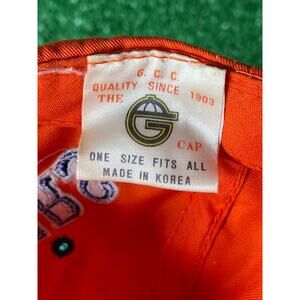 G. C. C.
QUALITY SINCE 1903
THE G CAP
ONE SIZE FITS ALL
MADE IN KOREA